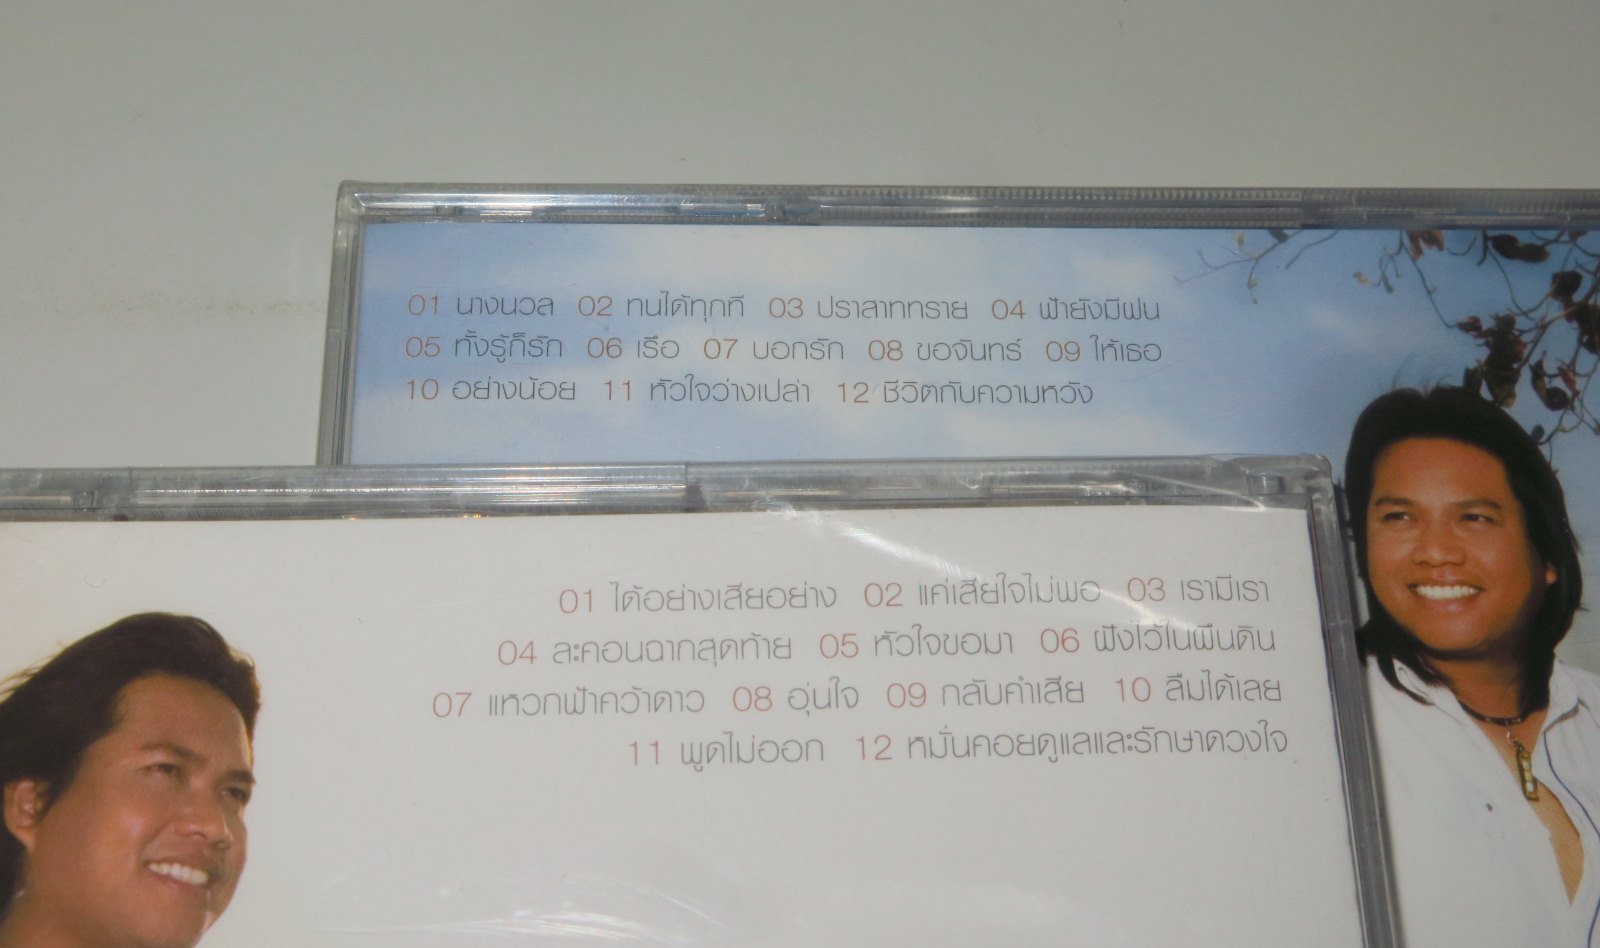 01 นางนวล 02 ทนได้ทุกที 03 ปราสาททราย 04 ฟ้ายังมีฝน
05 ทั้งรู้ก็รัก 06 เรือ 07 บอกรัก 08 ขอจันทร์ 09 ให้เธอ
10 อย่างน้อย 11 หัวใจว่างเปล่า 12 ชีวิตกับความหวัง
01 ได้อย่างเสียอย่าง 02 แค่เสียใจไม่พอ 03 เรามีเรา
04 ละคอนฉากสุดท้าย 05 หัวใจขอมา 06 ฝังไว้ในผืนดิน
07 แหวกฟ้าคว้าดาว 08 อุ่นใจ 09 กลับคำเสีย 10 ลืมได้เลย
11 พูดไม่ออก 12 หมั่นคอยดูแลและรักษาดวงใจ